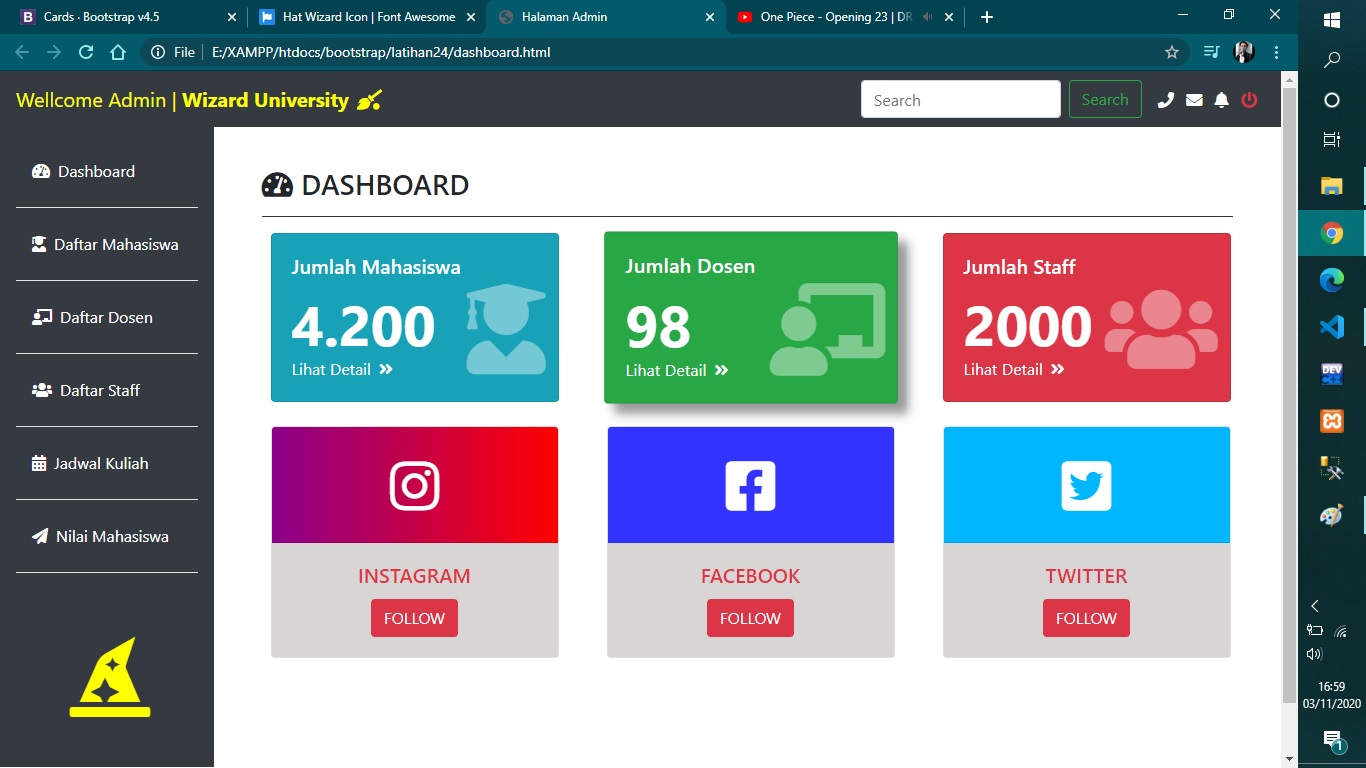 Cards · Bootstrap v4.5
Hat Wizard Icon | Font Awesome
Halaman Admin
One Piece - Opening 23 | DR
File
E:/XAMPP/htdocs/bootstrap/latihan24/dashboard.html
Wellcome Admin | Wizard University
Search
Search
Dashboard
Daftar Mahasiswa
Daftar Dosen
Daftar Staff
Jadwal Kuliah
Nilai Mahasiswa
DASHBOARD
Jumlah Mahasiswa
4.200
Lihat Detail
Jumlah Dosen
98
Lihat Detail
Jumlah Staff
2000
Lihat Detail
INSTAGRAM
FOLLOW
FACEBOOK
FOLLOW
TWITTER
FOLLOW
DEV
C++
16:59
03/11/2020
1